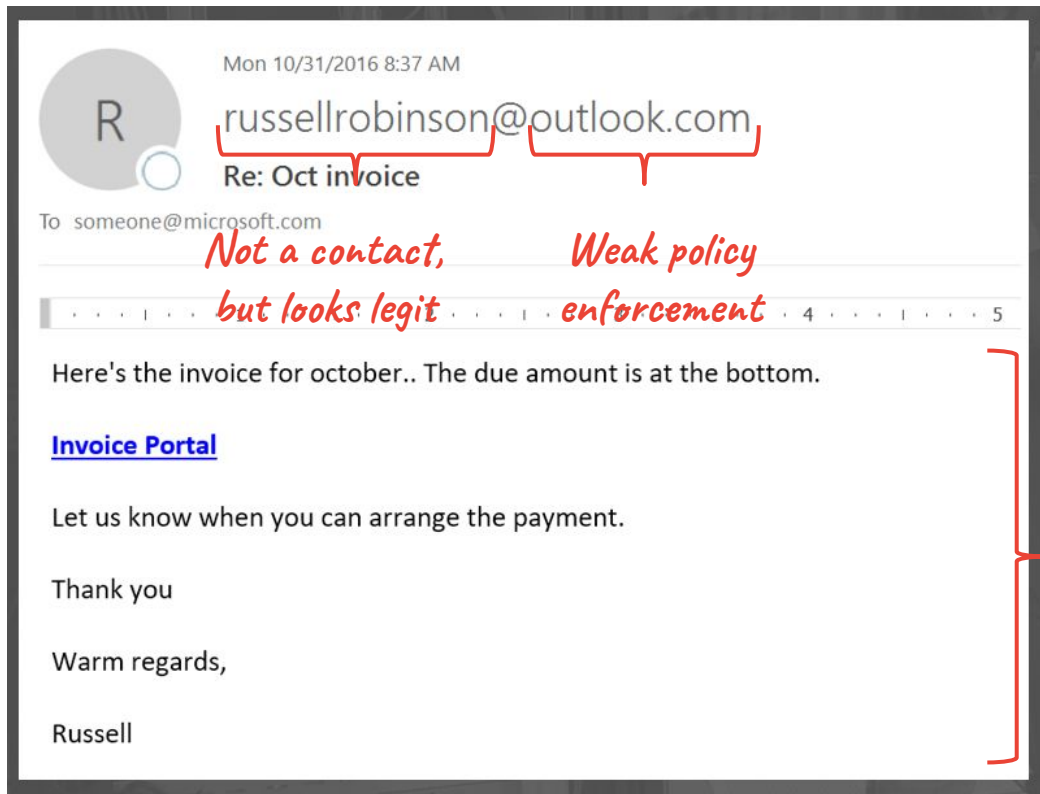 Mon 10/31/2016 8:37 AM
R
russellrobinson@outlook.com
Re: Oct invoice
To someone@microsoft.com
Not a contact,
but looks legit
Weak policy
enforcement
4 5
Here's the invoice for october.. The due amount is at the bottom.
Invoice Portal
Let us know when you can arrange the payment.
Thank you
Warm regards,
Russell